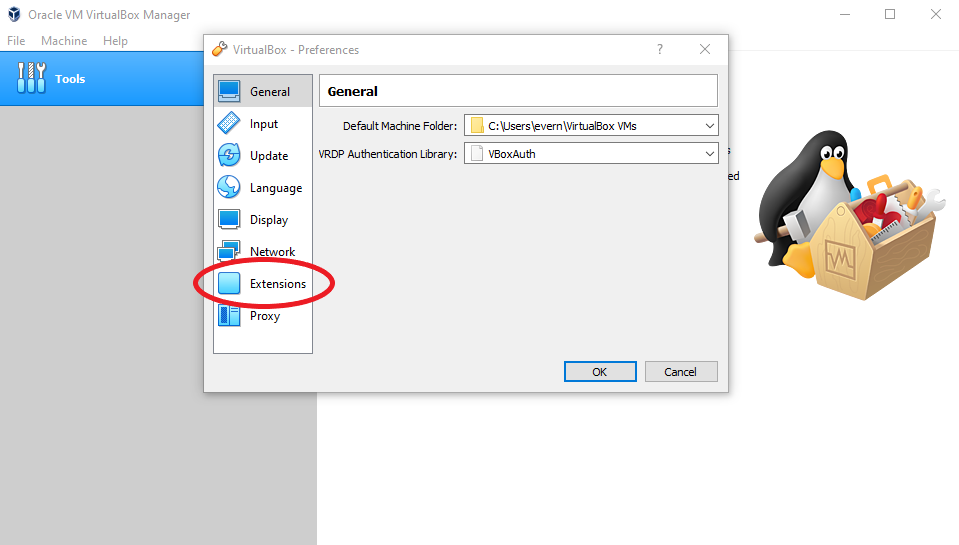 Oracle VM VirtualBox Manager
File Machine Help
Tools
VirtualBox - Preferences
?
General
Input
Update
Language
Display
Network
Extensions
Proxy
General
Default Machine Folder: C:\Users\evern\VirtualBox VMs
VRDP Authentication Library: VBoxAuth
OK Cancel
ed